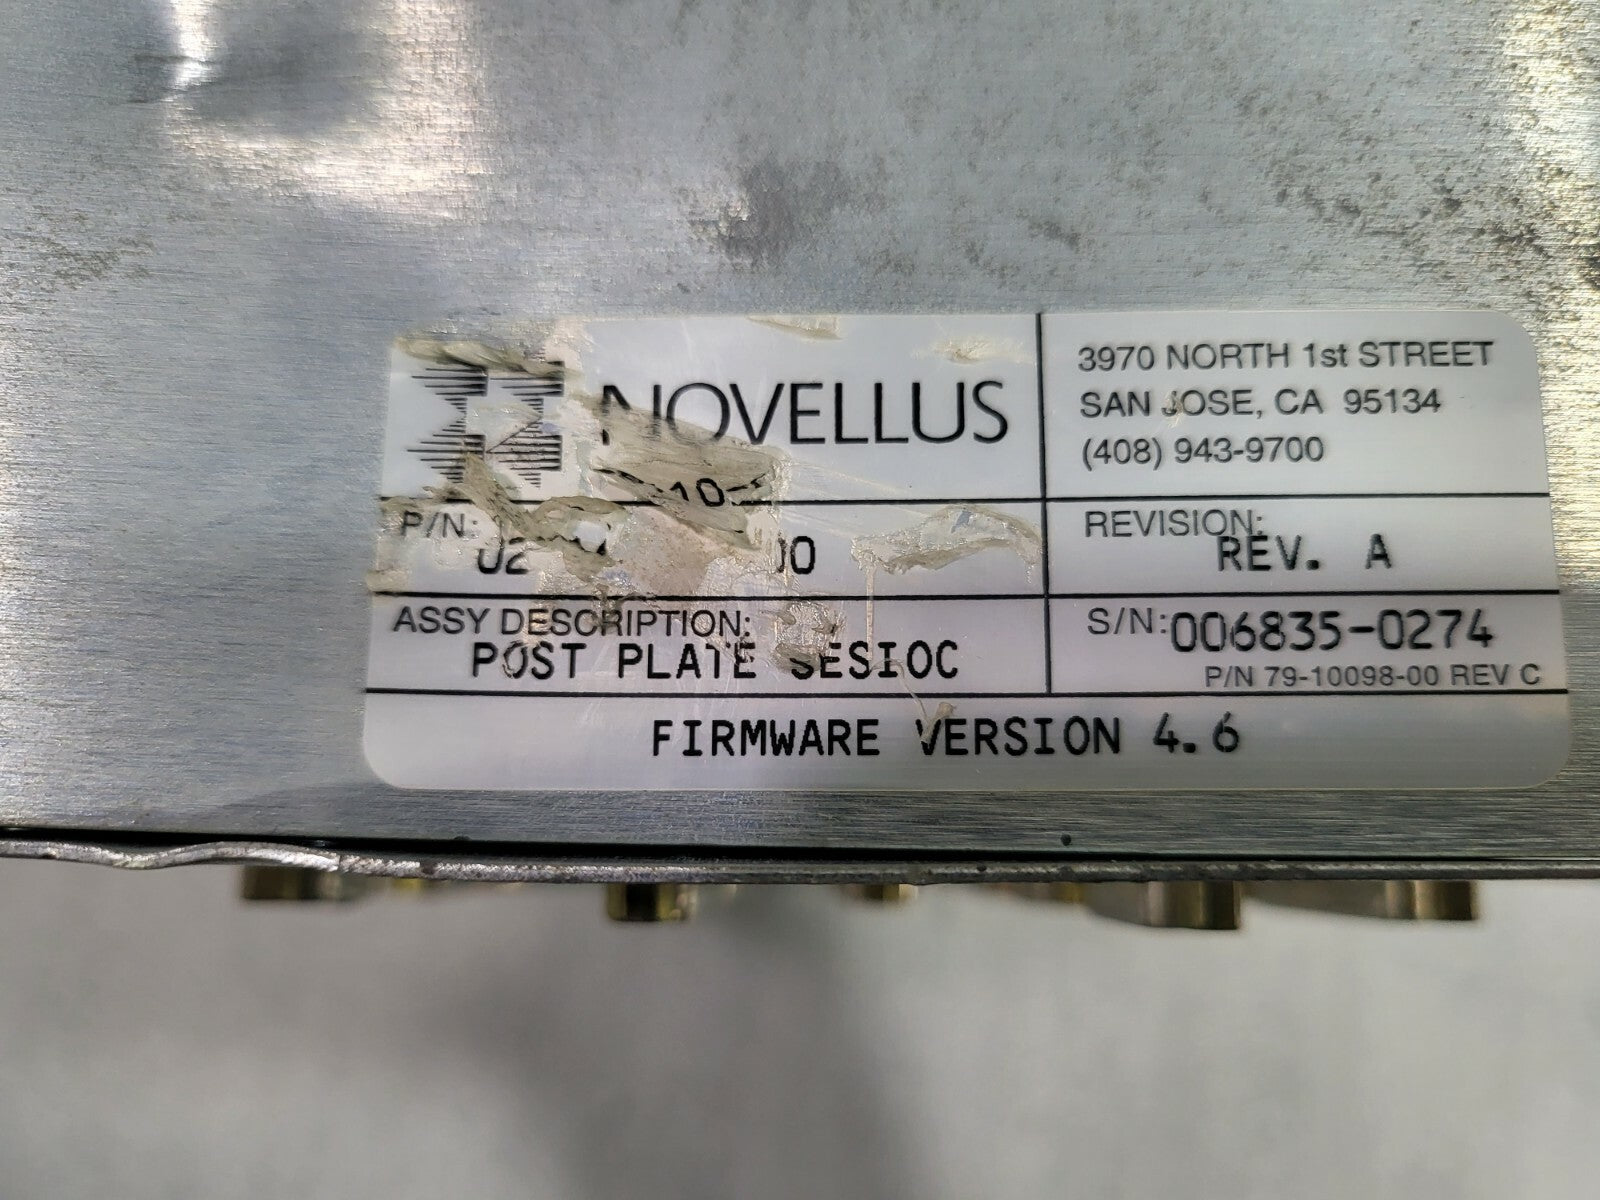 NOVELLUS
3970 NORTH 1st STREET
SAN JOSE, CA 95134
(408) 943-9700
P/N:
REVISION:
REV. A
ASSY DESCRIPTION:
POST PLATE SESIOC
S/N: 006835-0274
P/N 79-10098-00 REV C
FIRMWARE VERSION 4.6